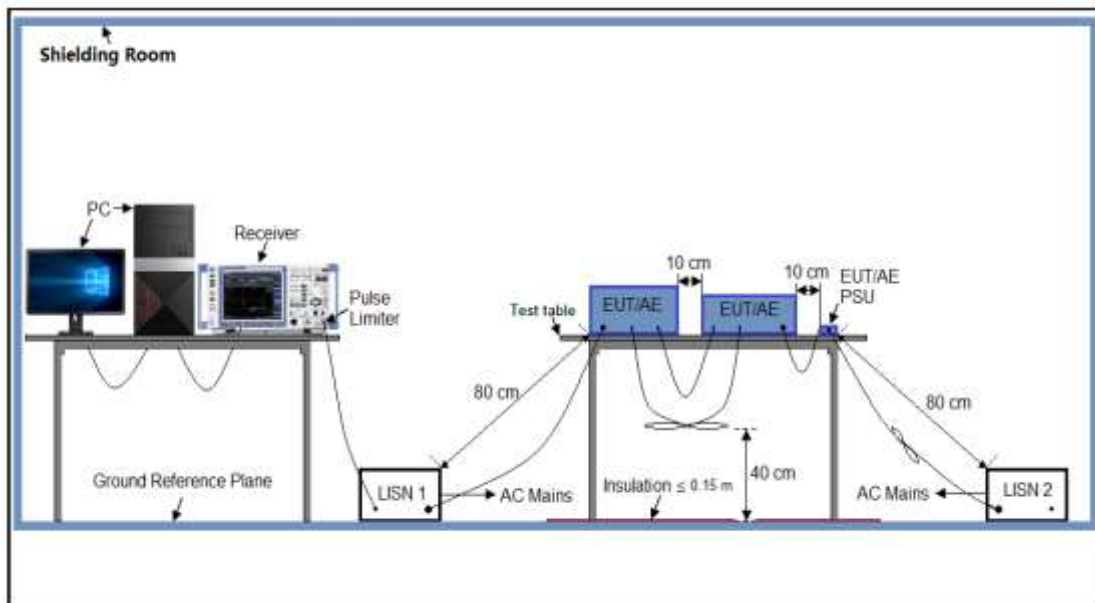 Shielding Room
PC
Receiver
Pulse
Limiter
10 cm
10 cm
EUT/AE
PSU
EUT/AE
EUT/AE
Test table
80 cm
80 cm
40 cm
Ground Reference Plane
LISN 1
AC Mains
Insulation ≤ 0.15 m
AC Mains
LISN 2